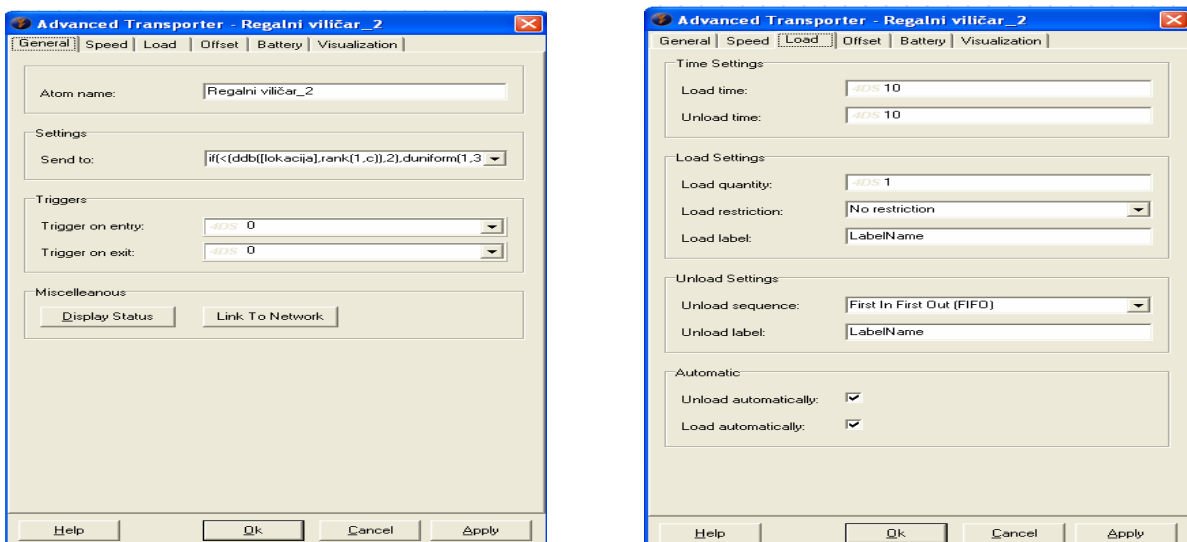 Advanced Transporter - Regalni viličar_2
General Speed Load Offset Battery Visualization
Atom name: Regalni viličar_2
Settings
Send to: if(<(ddb([lokacija],rank(1,c)),2),duniform(1,3
Triggers
Trigger on entry: 4DS 0
Trigger on exit: 4DS 0
Miscelleanous
Display Status Link To Network
Help Ok Cancel Apply
Advanced Transporter - Regalni viličar_2
General Speed Load Offset Battery Visualization
Time Settings
Load time: 4DS 10
Unload time: 4DS 10
Load Settings
Load quantity: 4DS 1
Load restriction: No restriction
Load label: LabelName
Unload Settings
Unload sequence: First In First Out (FIFO)
Unload label: LabelName
Automatic
Unload automatically:
Load automatically:
Help Ok Cancel Apply